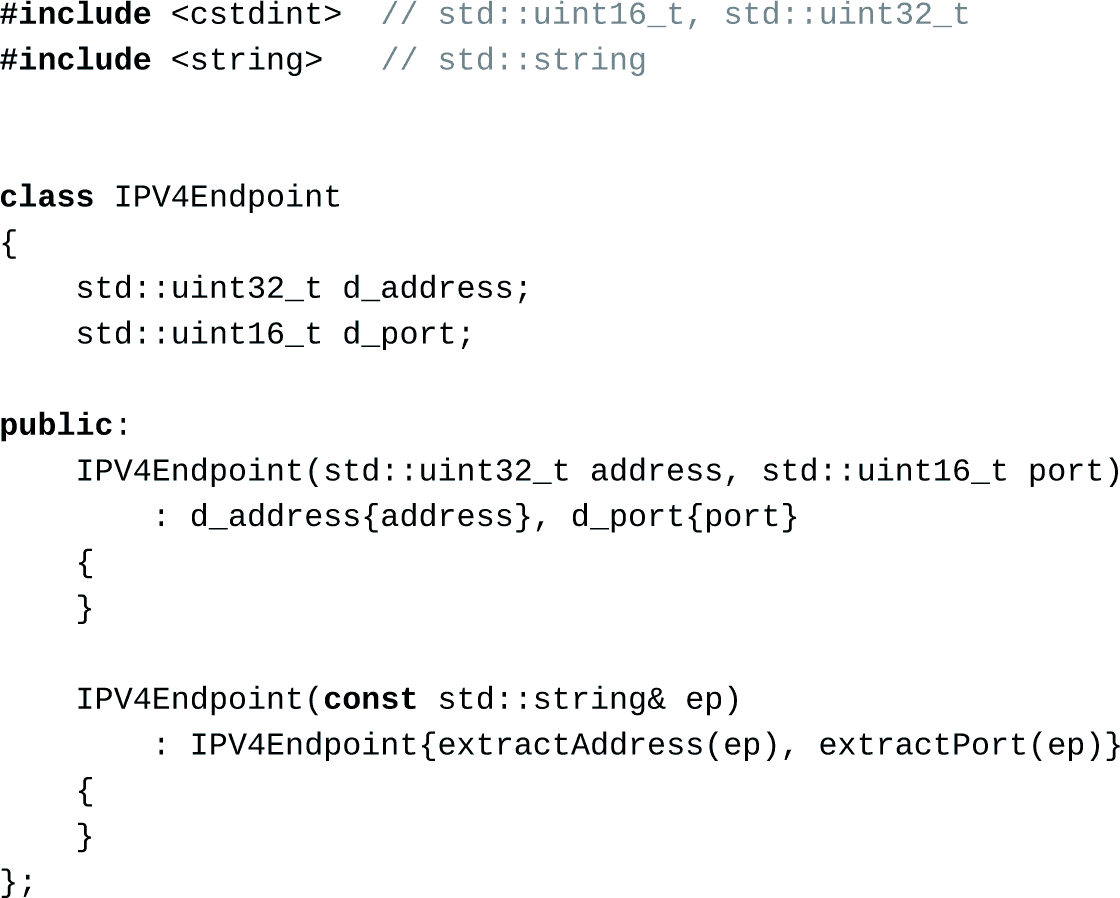 #include <cstdint>  // std::uint16_t, std::uint32_t
#include <string>   // std::string
class IPV4Endpoint
{
    std::uint32_t d_address;
    std::uint16_t d_port;
public:
    IPV4Endpoint(std::uint32_t address, std::uint16_t port)
        : d_address{address}, d_port{port}
    {
    }
    IPV4Endpoint(const std::string& ep)
        : IPV4Endpoint{extractAddress(ep), extractPort(ep)}
    {
    }
};